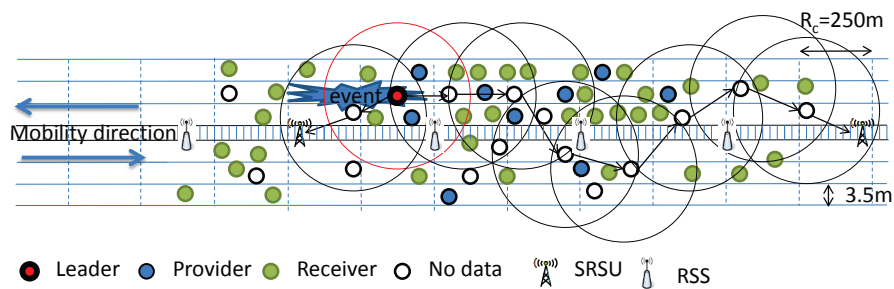 R_c=250m
event
Mobility direction
3.5m
Leader
Provider
Receiver
No data
SRSU
RSS